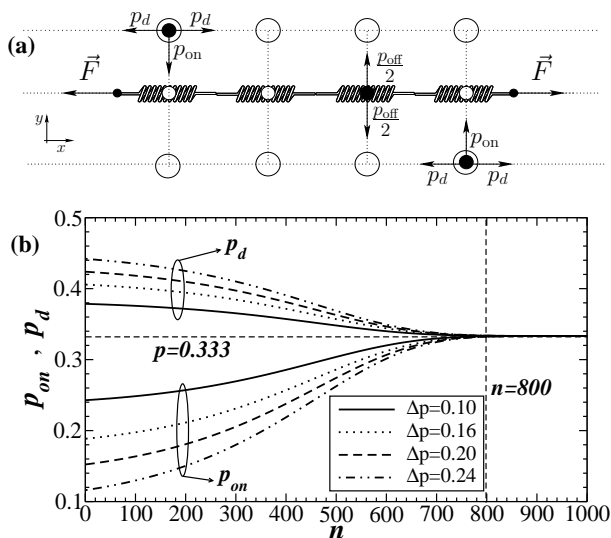 p_d p_d
(a)
p_on
p_off/2
F⃗ F⃗
p_off/2
y
x
p_on
p_d p_d
0.5
(b)
p_d
0.4
p_on , p_d
p=0.333
0.3
n=800
Δp=0.10
Δp=0.16
0.2
Δp=0.20
Δp=0.24
p_on
0.1
0 100 200 300 400 500 600 700 800 900 1000
n